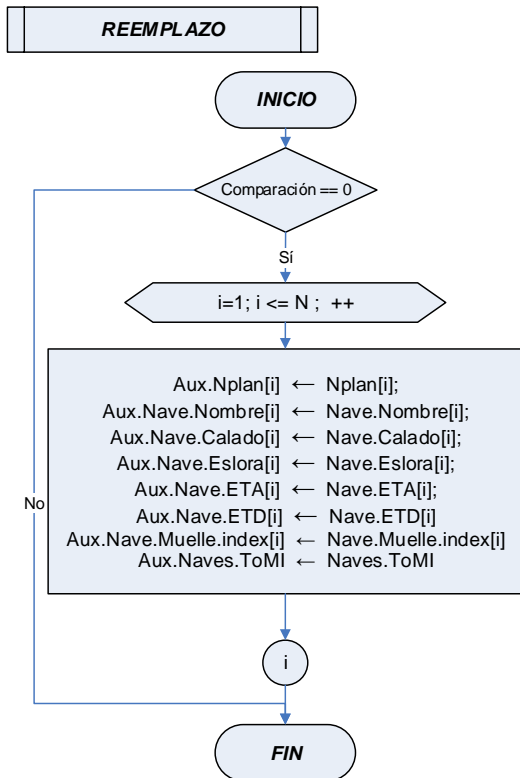 REEMPLAZO
INICIO
Comparación == 0
Sí
i=1; i <= N ; ++
Aux.Nplan[i] ← Nplan[i];
Aux.Nave.Nombre[i] ← Nave.Nombre[i];
Aux.Nave.Calado[i] ← Nave.Calado[i];
Aux.Nave.Eslora[i] ← Nave.Eslora[i];
Aux.Nave.ETA[i] ← Nave.ETA[i];
Aux.Nave.ETD[i] ← Nave.ETD[i]
Aux.Nave.Muelle.index[i] ← Nave.Muelle.index[i]
Aux.Naves.ToMI ← Naves.ToMI
No
i
FIN